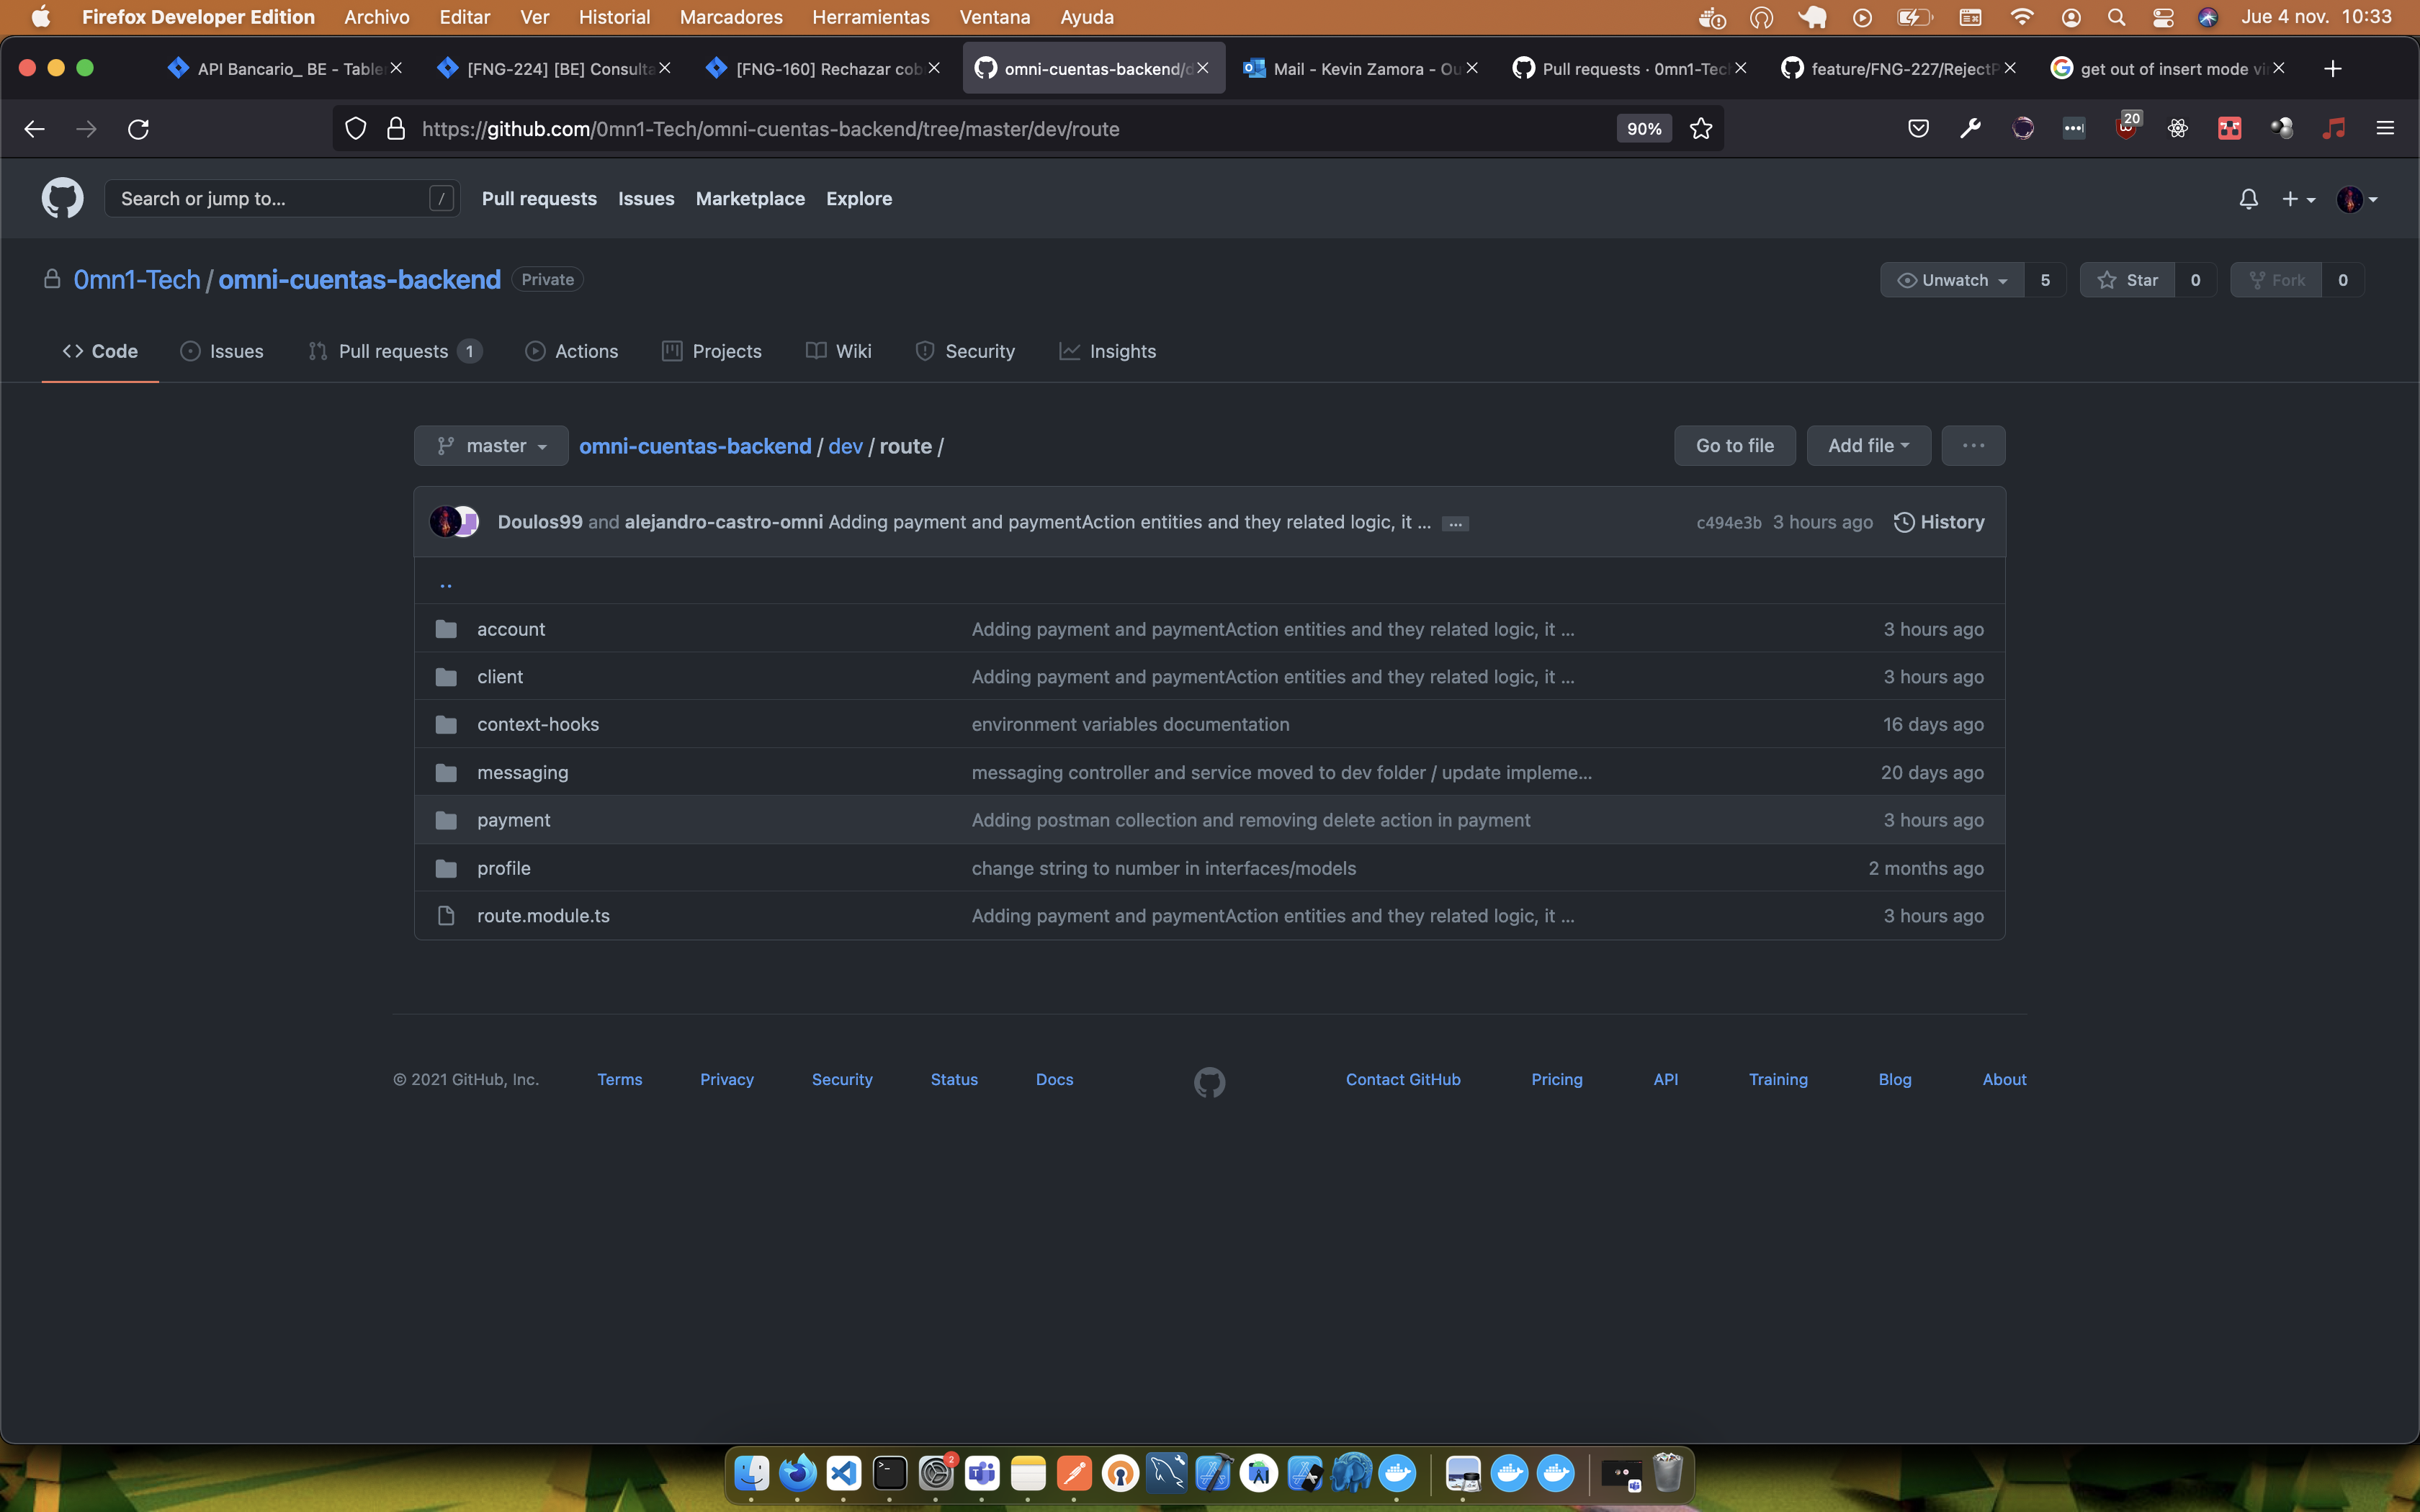 Firefox Developer Edition Archivo Editar Ver Historial Marcadores Herramientas Ventana Ayuda Jue 4 nov. 10:33
API Bancario_ BE - Table [FNG-224] [BE] Consulta [FNG-160] Rechazar cob omni-cuentas-backend/d Mail - Kevin Zamora - Ou Pull requests · 0mn1-Tech feature/FNG-227/RejectP get out of insert mode vi
https://github.com/0mn1-Tech/omni-cuentas-backend/tree/master/dev/route 90% 20
Search or jump to... / Pull requests Issues Marketplace Explore
0mn1-Tech / omni-cuentas-backend Private Unwatch 5 Star 0 Fork 0
Code Issues Pull requests 1 Actions Projects Wiki Security Insights
master omni-cuentas-backend / dev / route / Go to file Add file ...
Doulos99 and alejandro-castro-omni Adding payment and paymentAction entities and they related logic, it ... ... c494e3b 3 hours ago History
..
account Adding payment and paymentAction entities and they related logic, it ... 3 hours ago
client Adding payment and paymentAction entities and they related logic, it ... 3 hours ago
context-hooks environment variables documentation 16 days ago
messaging messaging controller and service moved to dev folder / update impleme... 20 days ago
payment Adding postman collection and removing delete action in payment 3 hours ago
profile change string to number in interfaces/models 2 months ago
route.module.ts Adding payment and paymentAction entities and they related logic, it ... 3 hours ago
© 2021 GitHub, Inc. Terms Privacy Security Status Docs Contact GitHub Pricing API Training Blog About
2